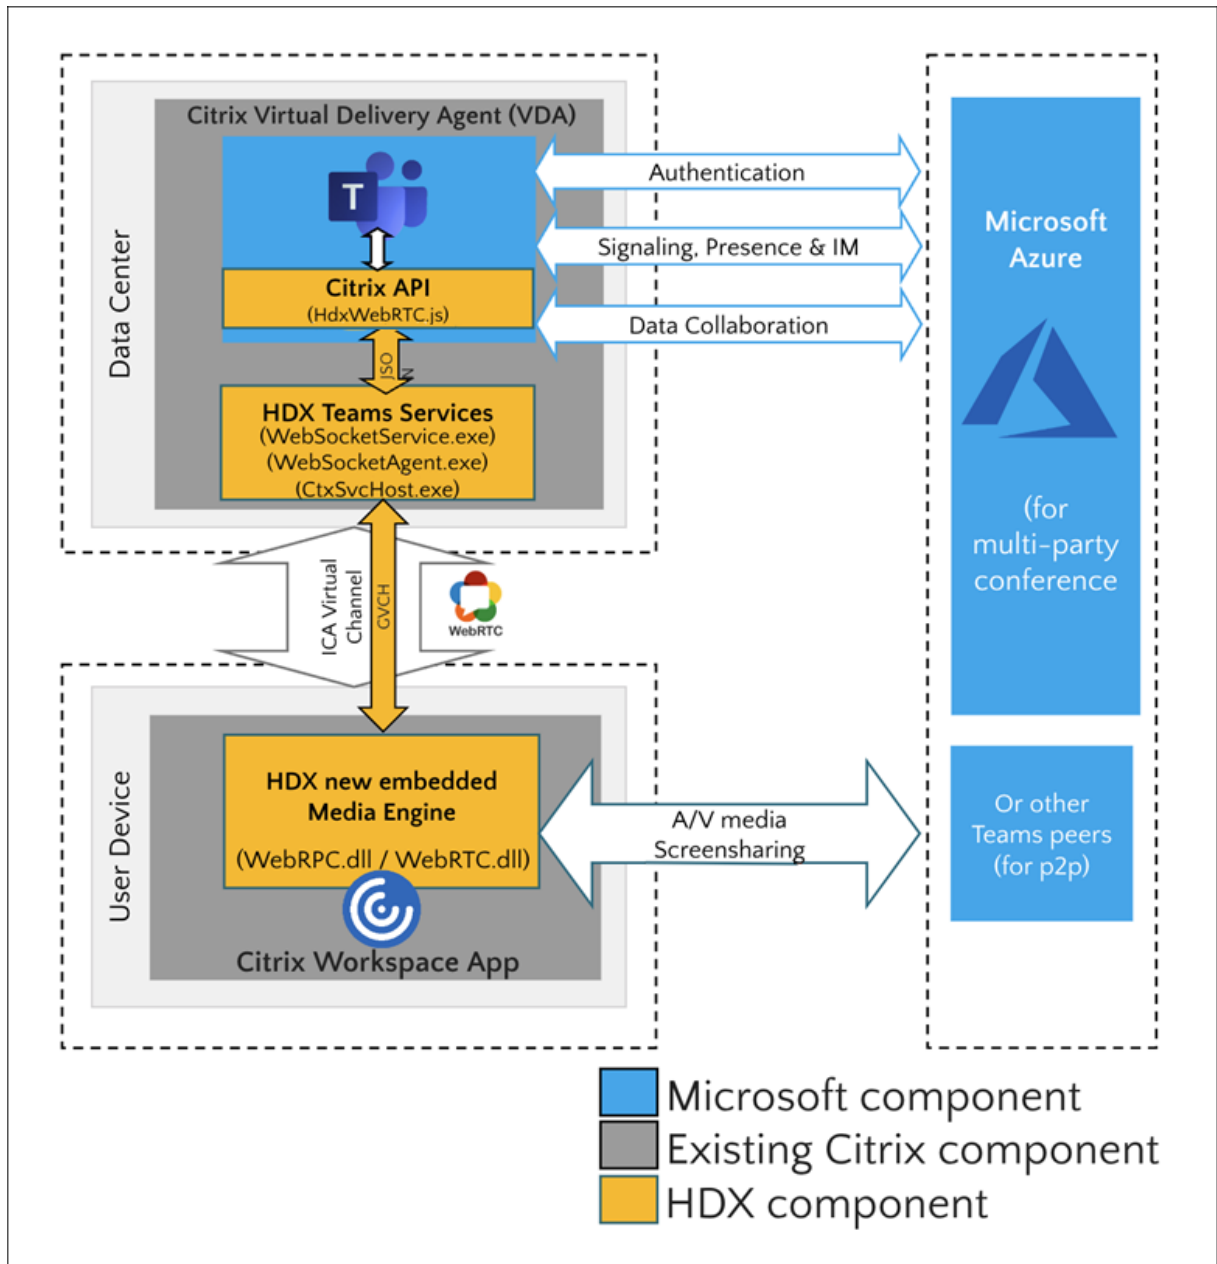 Data Center
Citrix Virtual Delivery Agent (VDA)
T
Citrix API
(HdxWebRTC.js)
JSO
N
HDX Teams Services
(WebSocketService.exe)
(WebSocketAgent.exe)
(CtxSvcHost.exe)
Authentication
Signaling, Presence & IM
Data Collaboration
Microsoft
Azure
(for
multi-party
conference
ICA Virtual
Channel
GVCH
WebRTC
User Device
HDX new embedded
Media Engine
(WebRPC.dll / WebRTC.dll)
Citrix Workspace App
A/V media
Screensharing
Or other
Teams peers
(for p2p)
Microsoft component
Existing Citrix component
HDX component